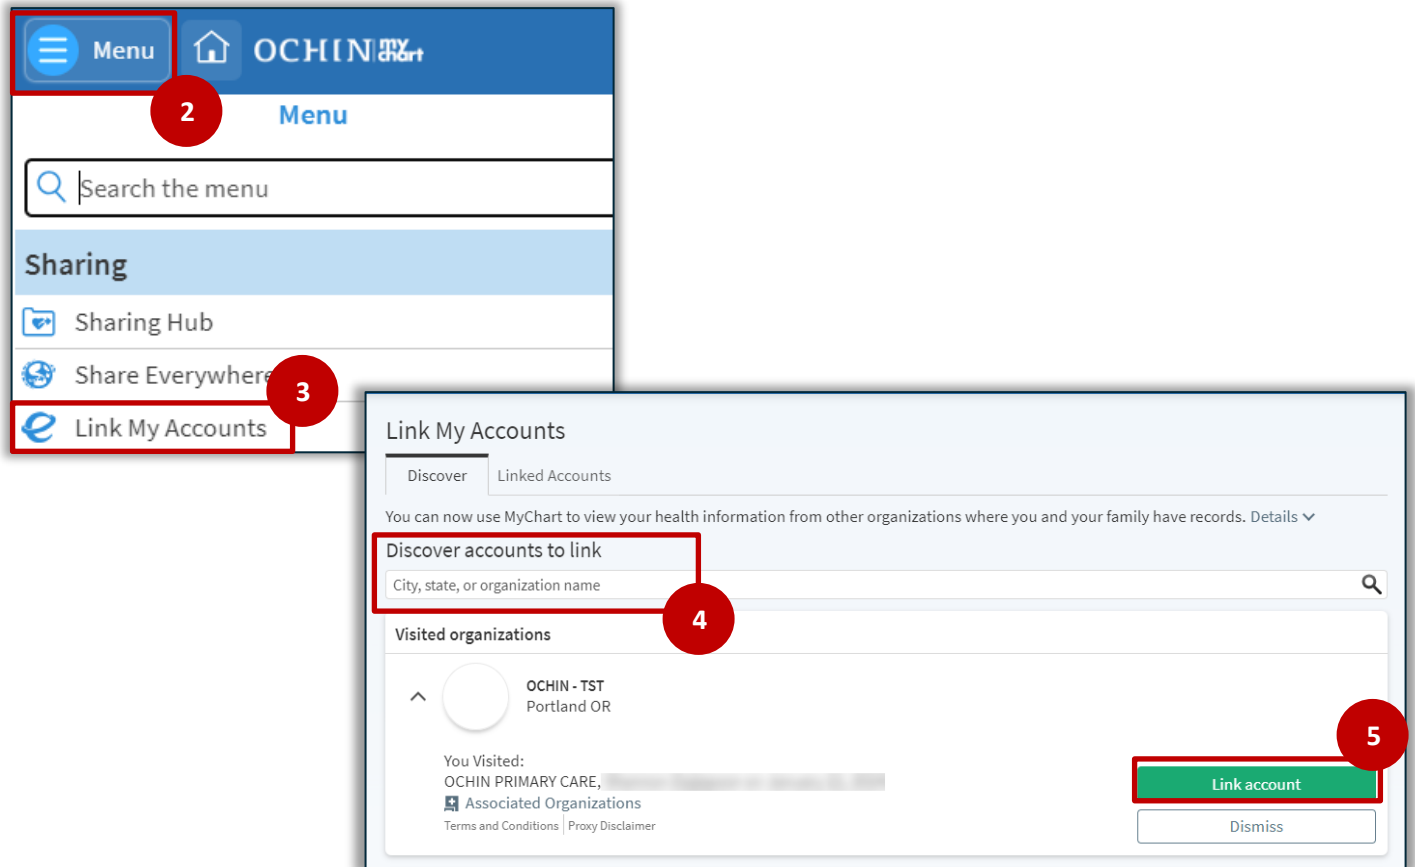 Menu
OCHIN MyChart
2
Menu
Search the menu
Sharing
Sharing Hub
Share Everywhere
3
Link My Accounts
Link My Accounts
Discover
Linked Accounts
You can now use MyChart to view your health information from other organizations where you and your family have records. Details
Discover accounts to link
City, state, or organization name
4
Visited organizations
OCHIN - TST
Portland OR
5
You Visited:
OCHIN PRIMARY CARE,
Link account
Associated Organizations
Terms and Conditions Proxy Disclaimer
Dismiss